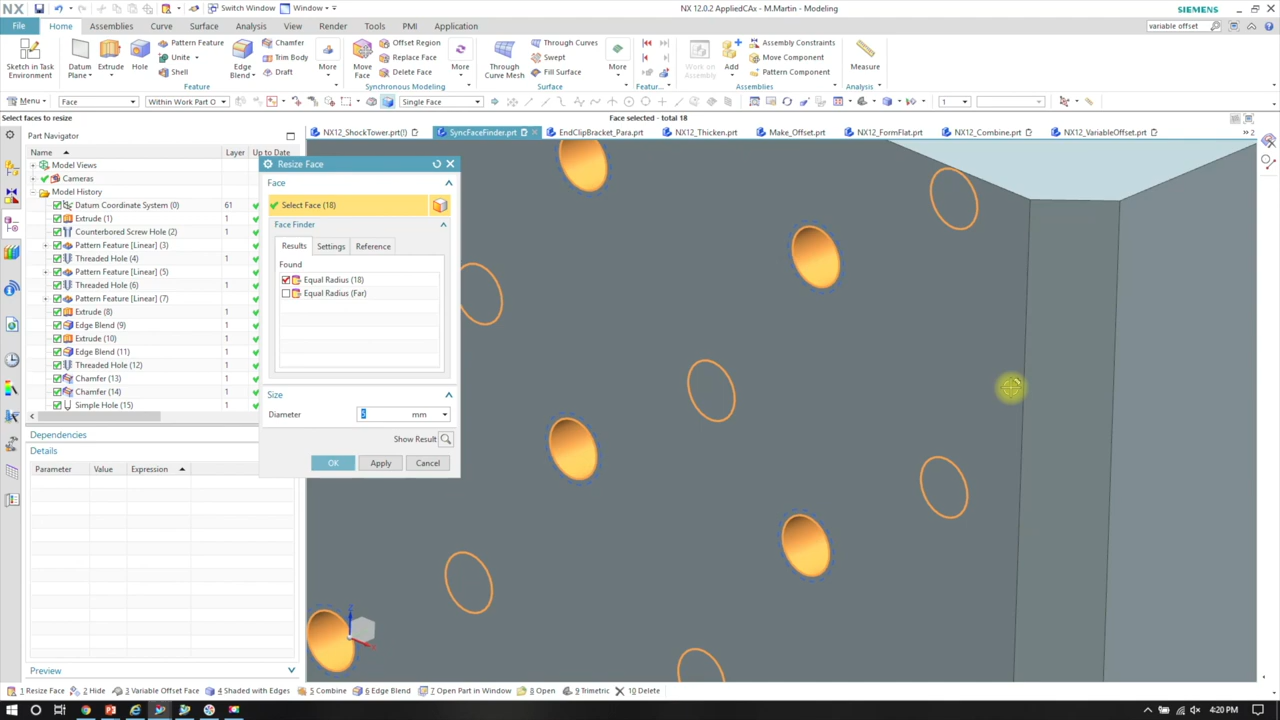 NX Switch Window Window NX 12.0.2 AppliedCAx - M.Martin - Modeling SIEMENS
File Home Assemblies Curve Surface Analysis View Render Tools PMI Application variable offset
Sketch in Task Environment
Datum Plane
Extrude
Hole
Pattern Feature
Unite
Shell
Edge Blend
Chamfer
Trim Body
Draft
More
Feature
Move Face
Offset Region
Replace Face
Delete Face
More
Synchronous Modeling
Through Curve Mesh
Through Curves
Swept
Fill Surface
More
Surface
Featur...
Work on Assembly
Add
Assembly Constraints
Move Component
Pattern Component
Assemblies
Measure
Analysis
Menu Face Within Work Part O Single Face 1
Select faces to resize Face selected - total 18
Part Navigator
NX12_ShockTower.prt(!) SyncFaceFinder.prt EndClipBracket_Para.prt NX12_Thicken.prt Make_Offset.prt NX12_FormFlat.prt NX12_Combine.prt NX12_VariableOffset.prt 2
Name Layer Up to Date
Model Views
Cameras
Model History
Datum Coordinate System (0) 61
Extrude (1) 1
Counterbored Screw Hole (2) 1
Pattern Feature [Linear] (3) 1
Threaded Hole (4) 1
Pattern Feature [Linear] (5) 1
Threaded Hole (6) 1
Pattern Feature [Linear] (7) 1
Extrude (8) 1
Edge Blend (9) 1
Extrude (10) 1
Edge Blend (11) 1
Threaded Hole (12) 1
Chamfer (13) 1
Chamfer (14) 1
Simple Hole (15) 1
Dependencies
Details
Parameter Value Expression
Preview
Resize Face
Face
Select Face (18)
Face Finder
Results Settings Reference
Found
Equal Radius (18)
Equal Radius (Far)
Size
Diameter 5 mm
Show Result
OK Apply Cancel
1 Resize Face 2 Hide 3 Variable Offset Face 4 Shaded with Edges 5 Combine 6 Edge Blend 7 Open Part in Window 8 Open 9 Trimetric 10 Delete
4:20 PM